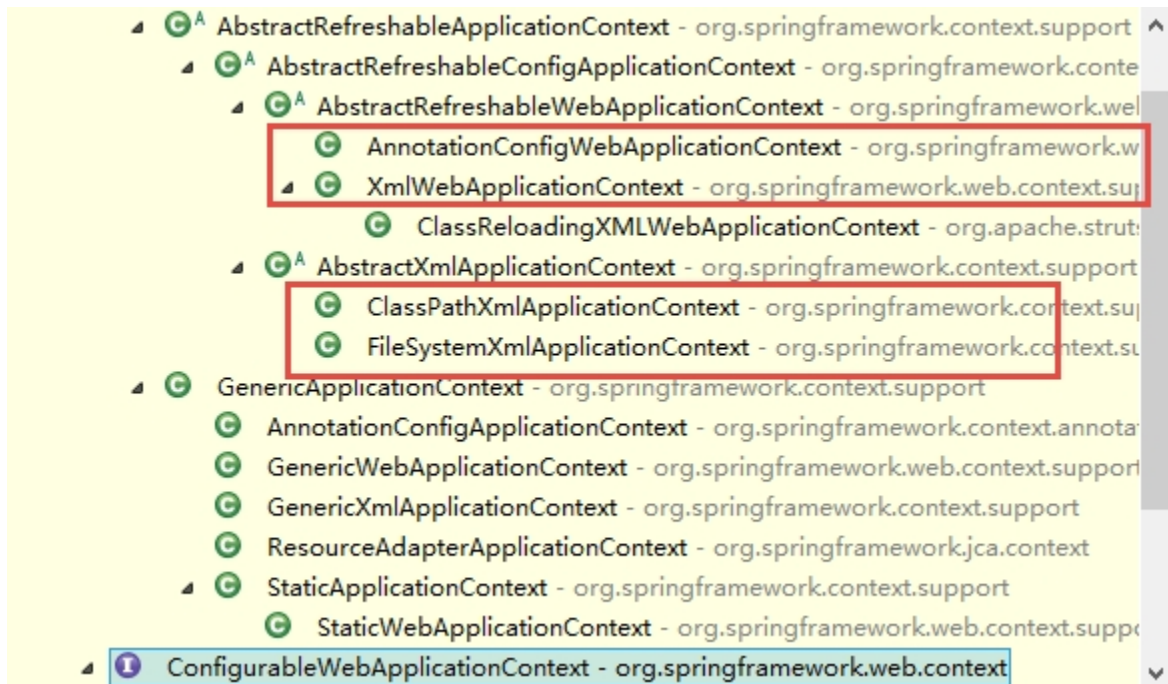 AbstractRefreshableApplicationContext - org.springframework.context.support
AbstractRefreshableConfigApplicationContext - org.springframework.conte
AbstractRefreshableWebApplicationContext - org.springframework.wel
AnnotationConfigWebApplicationContext - org.springframework.w
XmlWebApplicationContext - org.springframework.web.context.sup
ClassReloadingXMLWebApplicationContext - org.apache.struts
AbstractXmlApplicationContext - org.springframework.context.support
ClassPathXmlApplicationContext - org.springframework.context.sup
FileSystemXmlApplicationContext - org.springframework.context.su
GenericApplicationContext - org.springframework.context.support
AnnotationConfigApplicationContext - org.springframework.context.annota
GenericWebApplicationContext - org.springframework.web.context.support
GenericXmlApplicationContext - org.springframework.context.support
ResourceAdapterApplicationContext - org.springframework.jca.context
StaticApplicationContext - org.springframework.context.support
StaticWebApplicationContext - org.springframework.web.context.suppo
ConfigurableWebApplicationContext - org.springframework.web.context